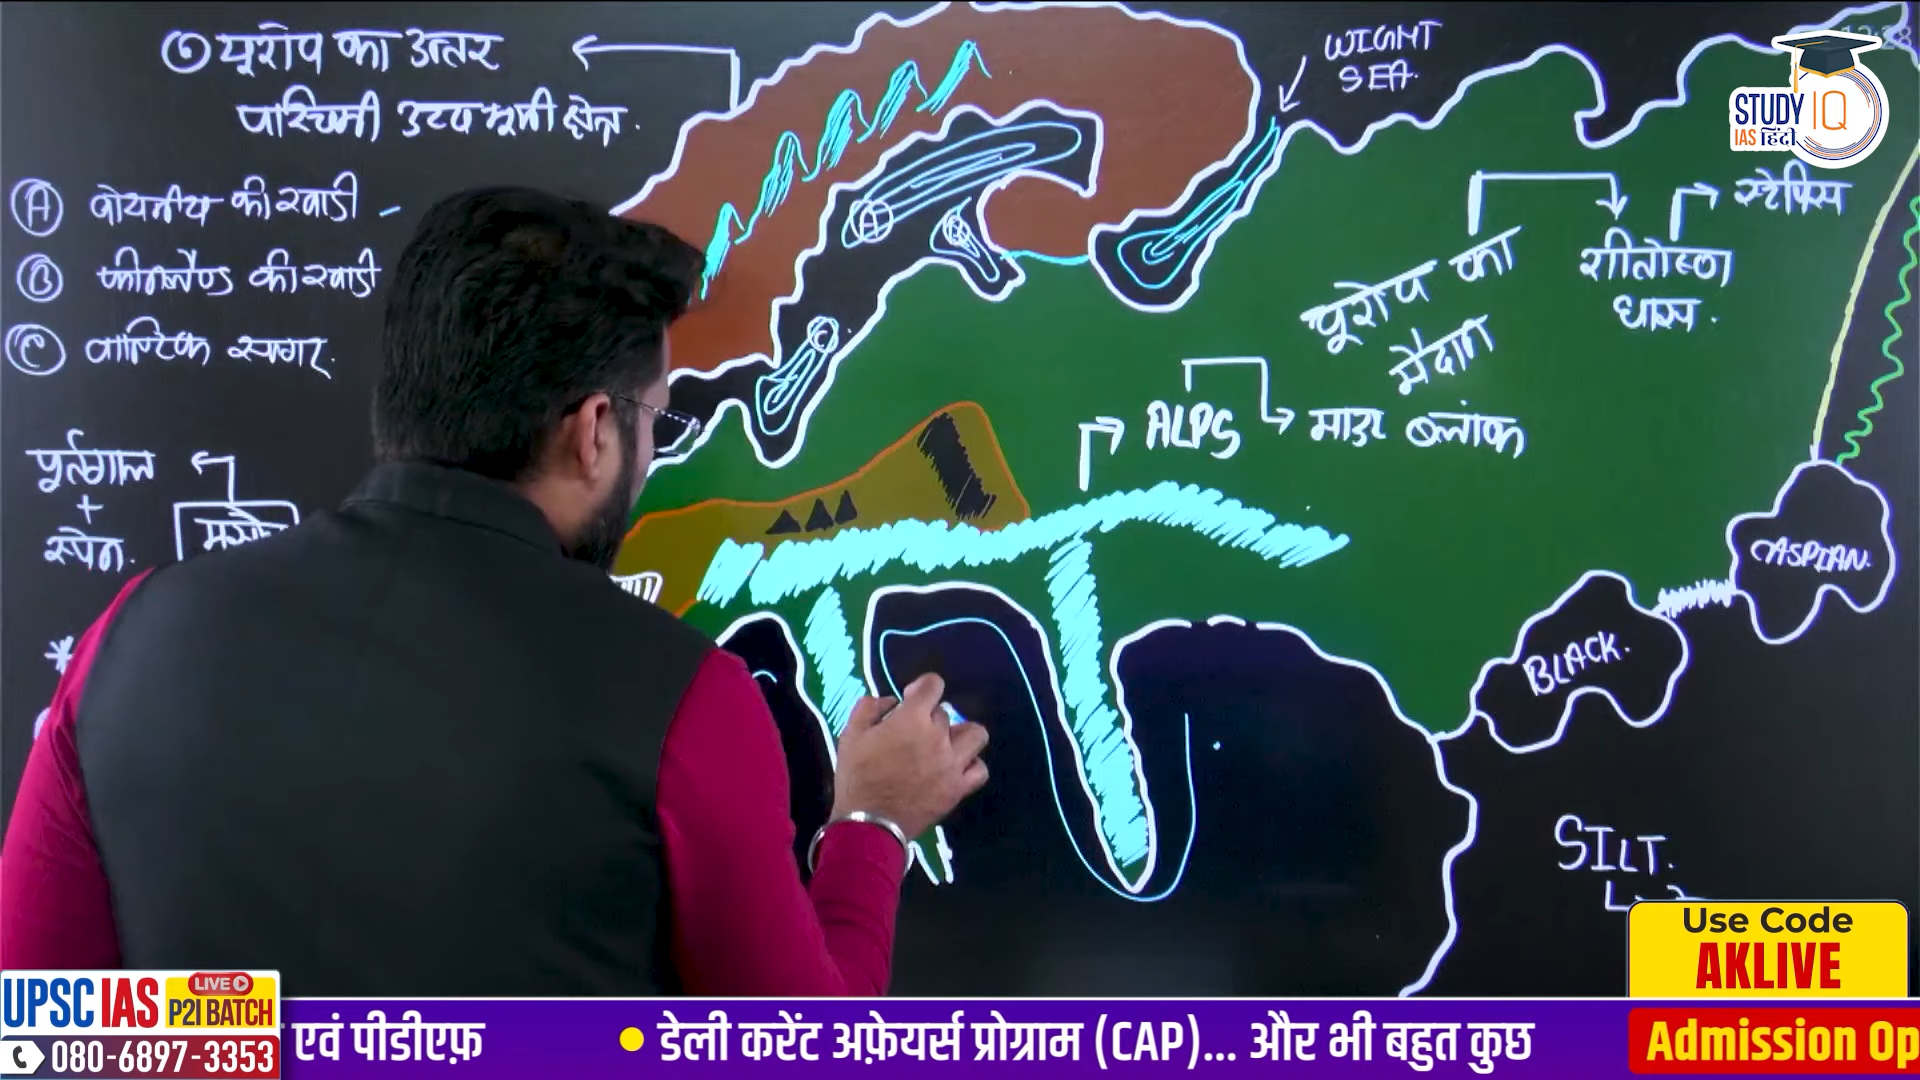 ① यूरोप का उत्तर
पश्चिमी उच्च भूमी क्षेत्र.
Ⓐ बोथनीय की खाडी
Ⓑ फीनलैण्ड की खाडी
Ⓒ बाल्टिक सागर.
पूर्तगाल
+
स्पेन.
*
WIGHT
SEA.
A
B
C
यूरोप का
मैदान
शीतोष्ण
घास.
स्टेपिस
ALPS
माउंट ब्लांक
CASPIAN.
BLACK.
SILT.
STUDY IQ
IAS हिंदी
Use Code
AKLIVE
Admission Op
UPSC IAS
LIVE
P2I BATCH
080-6897-3353
एवं पीडीएफ़
• डेली करेंट अफ़ेयर्स प्रोग्राम (CAP)... और भी बहुत कुछ